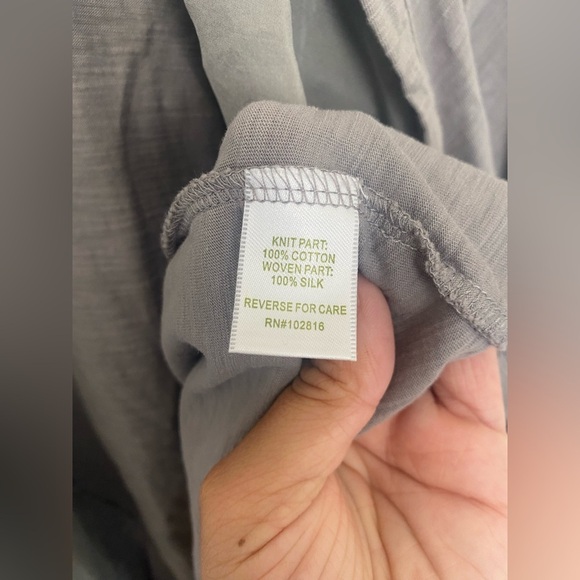 KNIT PART:
100% COTTON
WOVEN PART:
100% SILK
REVERSE FOR CARE
RN#102816